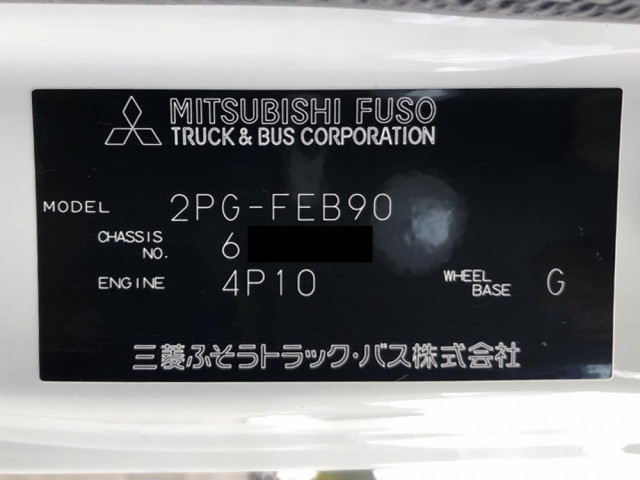 MITSUBISHI FUSO
TRUCK & BUS CORPORATION
MODEL 2PG-FEB90
CHASSIS NO. 6
ENGINE 4P10 WHEEL BASE G
三菱ふそうトラック・バス株式会社